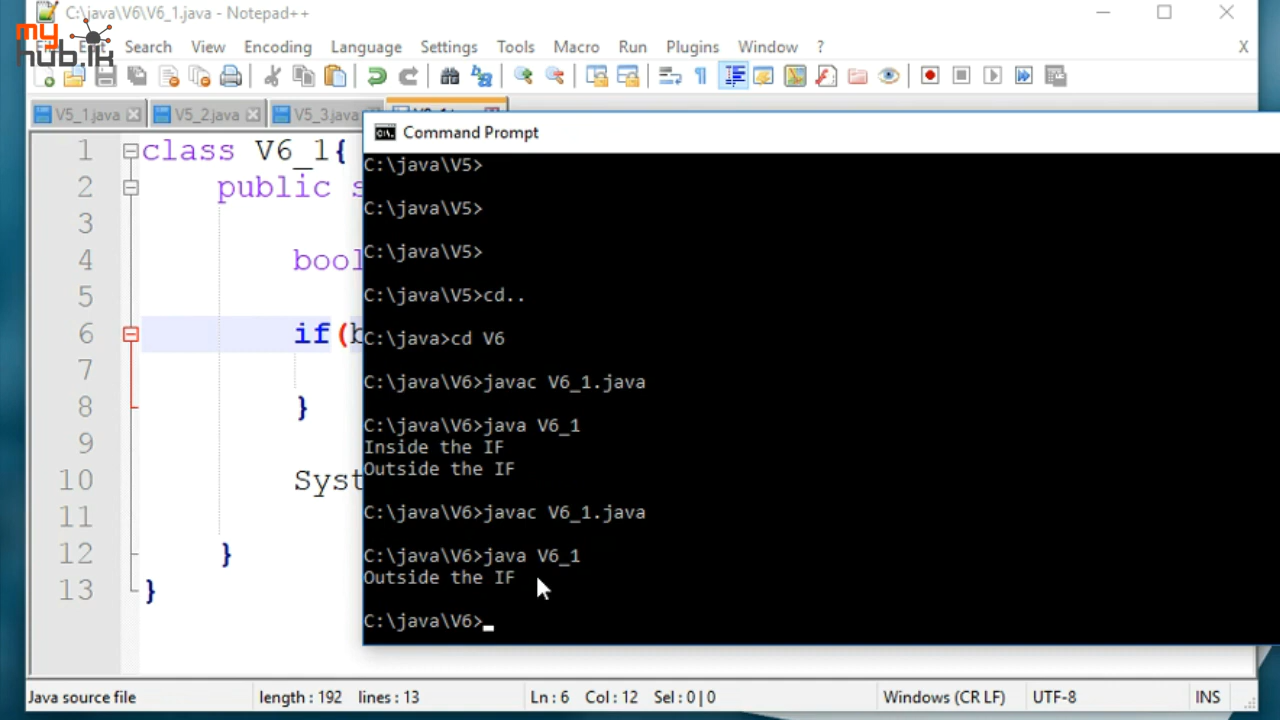 C:\java\V6\V6_1.java - Notepad++
my
hub.lk
Search View Encoding Language Settings Tools Macro Run Plugins Window ? X
V5_1.java V5_2.java V5_3.java
Command Prompt
1 class V6_1{
2 public s
3
4 bool
5
6 if(b
7
8 }
9
10 Syst
11
12 }
13 }
C:\java\V5>
C:\java\V5>
C:\java\V5>
C:\java\V5>cd..
C:\java>cd V6
C:\java\V6>javac V6_1.java
C:\java\V6>java V6_1
Inside the IF
Outside the IF
C:\java\V6>javac V6_1.java
C:\java\V6>java V6_1
Outside the IF
C:\java\V6>
Java source file length : 192 lines : 13 Ln : 6 Col : 12 Sel : 0 | 0 Windows (CR LF) UTF-8 INS